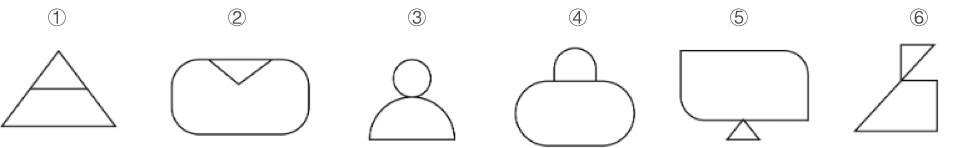 ① ② ③ ④ ⑤ ⑥